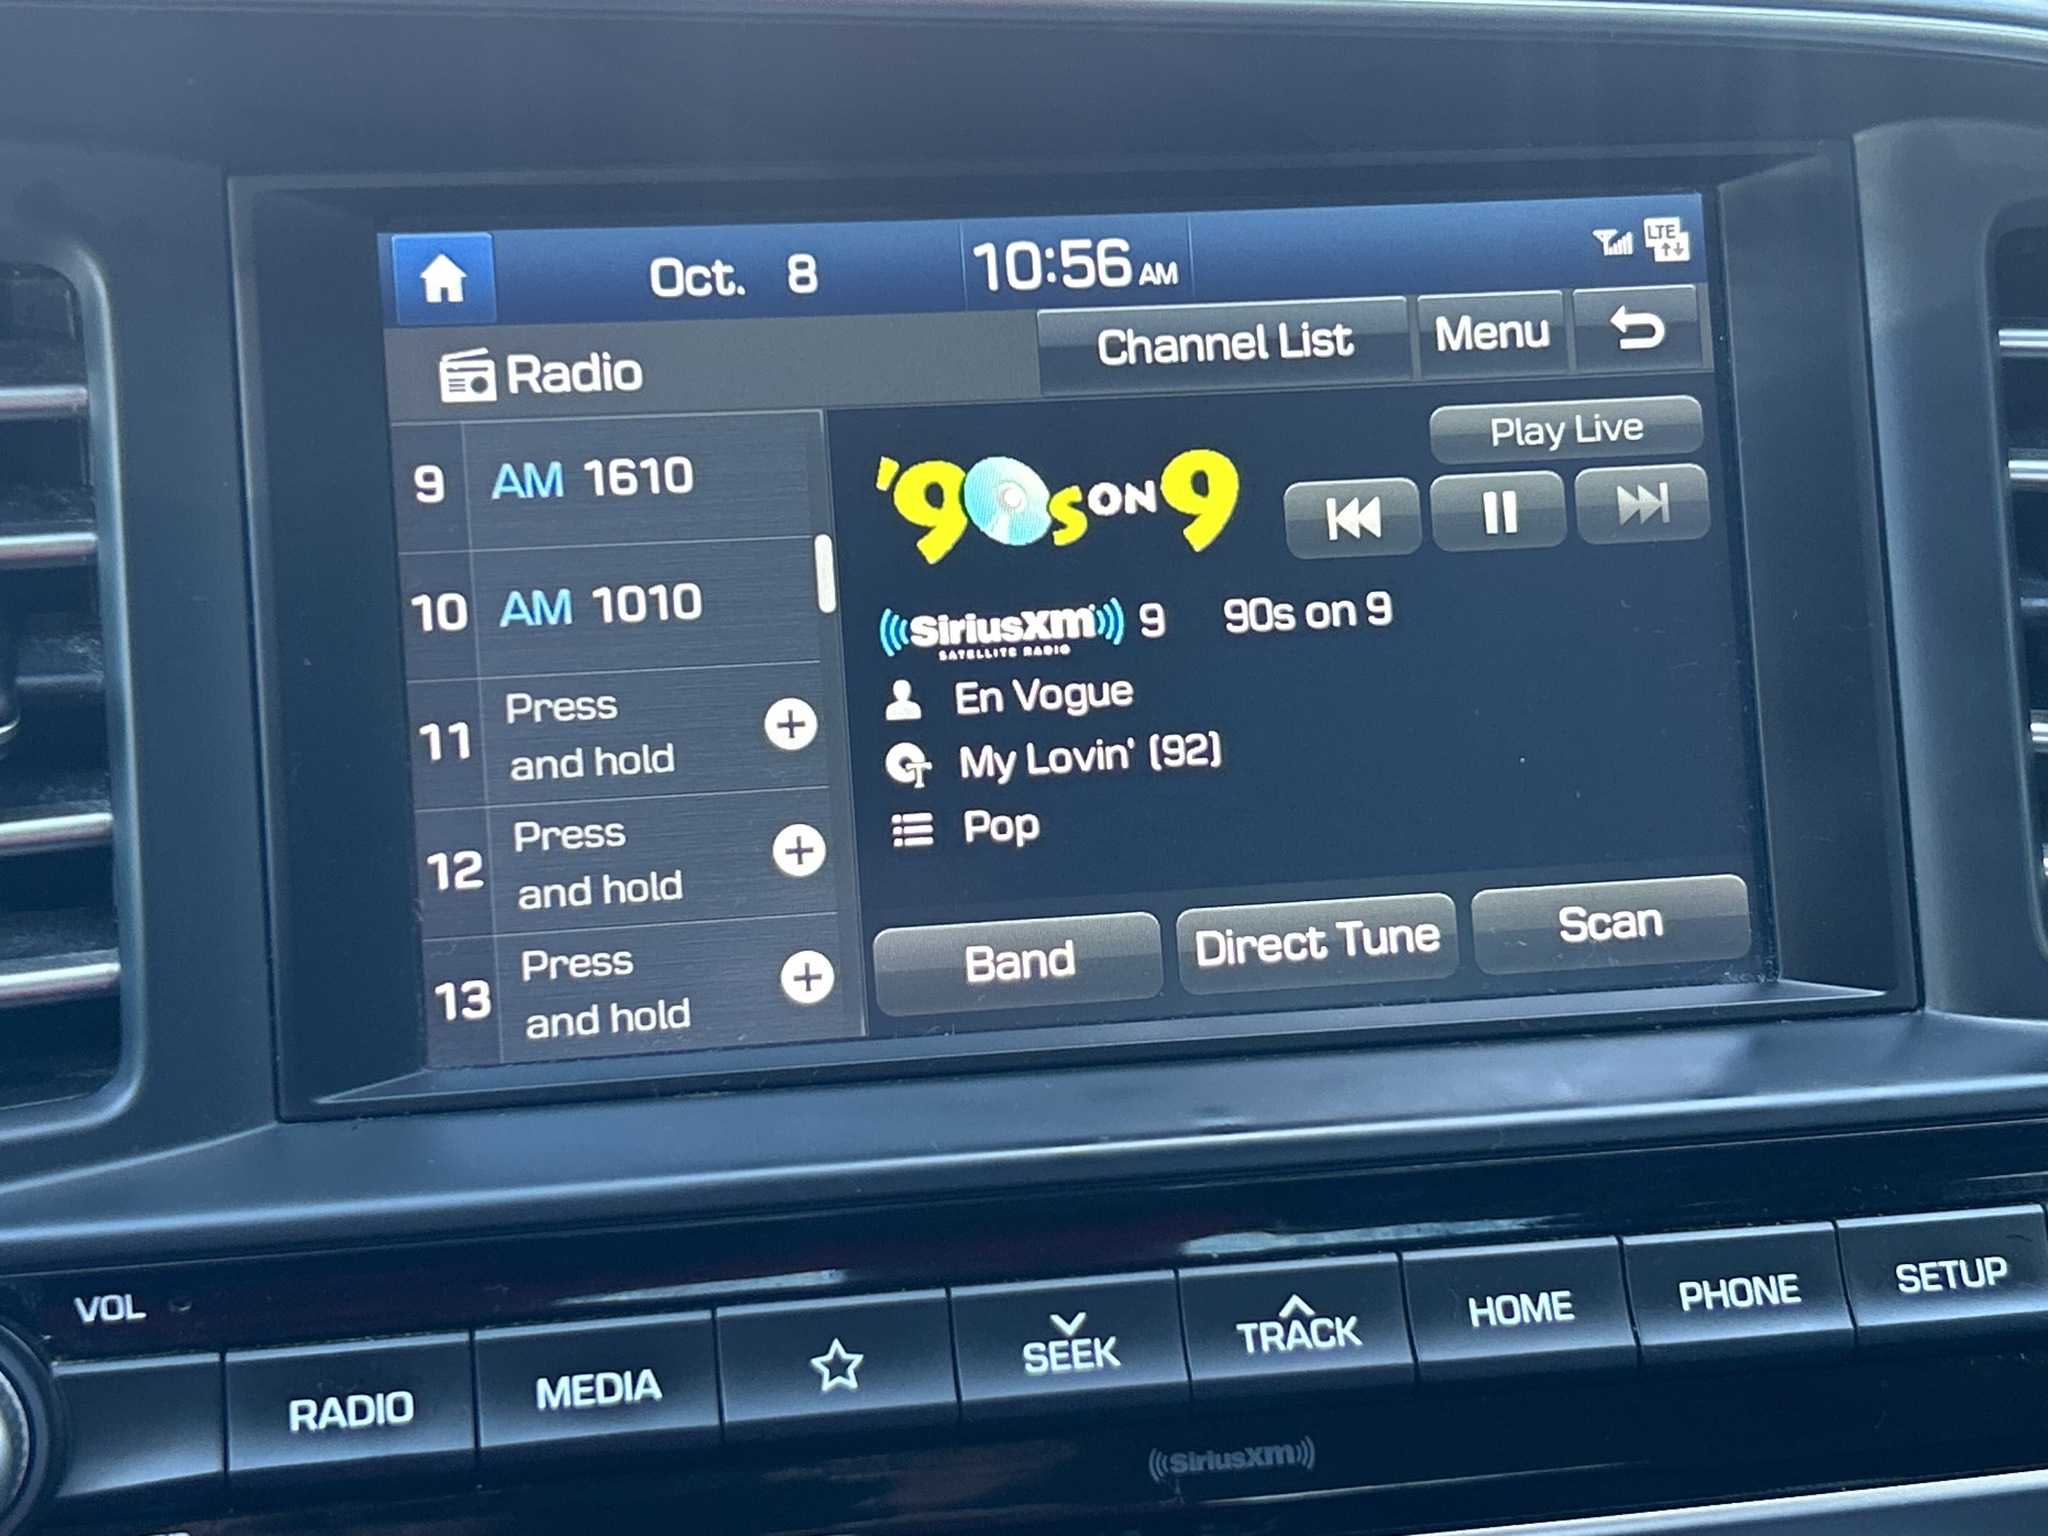 Oct. 8 10:56 AM LTE
Radio Channel List Menu
9 AM 1610
10 AM 1010
11 Press
and hold
12 Press
and hold
13 Press
and hold
Play Live
'90s ON 9
SiriusXM 9 90s on 9
SATELLITE RADIO
En Vogue
My Lovin' (92)
Pop
Band Direct Tune Scan
VOL
RADIO MEDIA SEEK TRACK HOME PHONE SETUP
SiriusXM